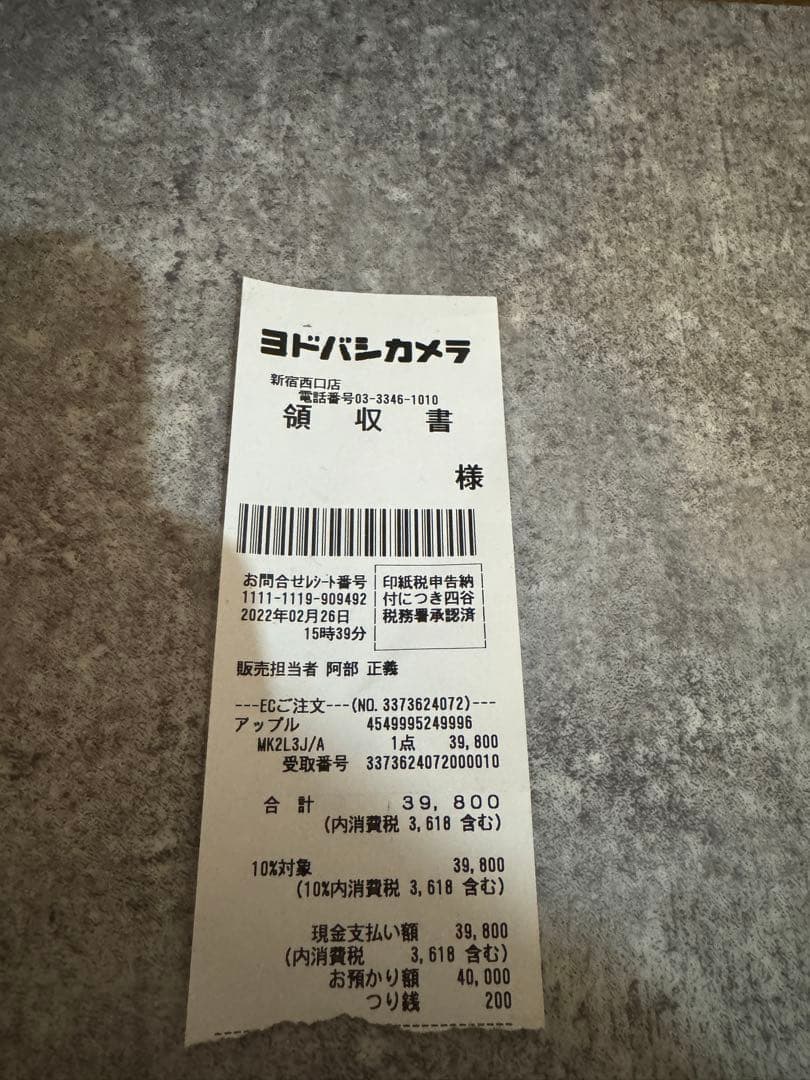 ヨドバシカメラ
新宿西口店
電話番号03-3346-1010
領 収 書
様
お問合せﾚｼｰﾄ番号
1111-1119-909492
2022年02月26日
15時39分
印紙税申告納
付につき四谷
税務署承認済
販売担当者 阿部 正義
---ECご注文---(NO.3373624072)---
アップル 4549995249996
MK2L3J/A 1点 39,800
受取番号 3373624072000010
合 計 39,800
(内消費税 3,618 含む)
10%対象 39,800
(10%内消費税 3,618 含む)
現金支払い額 39,800
(内消費税 3,618 含む)
お預かり額 40,000
つり銭 200